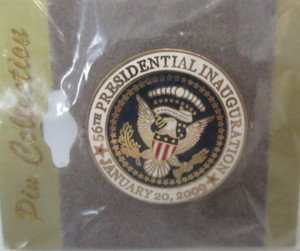 Pin Collection
56TH PRESIDENTIAL INAUGURATION
JANUARY 20, 2009